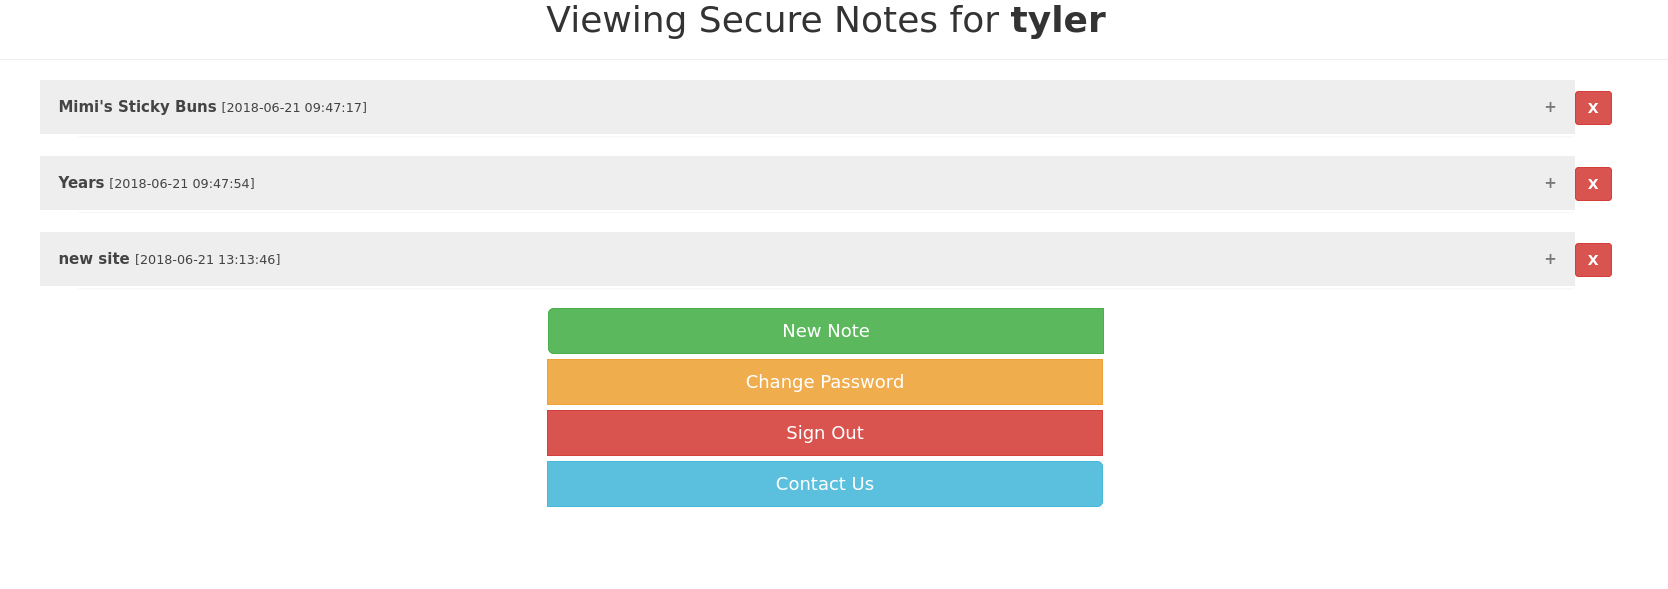 Viewing Secure Notes for tyler
Mimi's Sticky Buns [2018-06-21 09:47:17] + X
Years [2018-06-21 09:47:54] + X
new site [2018-06-21 13:13:46] + X
New Note
Change Password
Sign Out
Contact Us